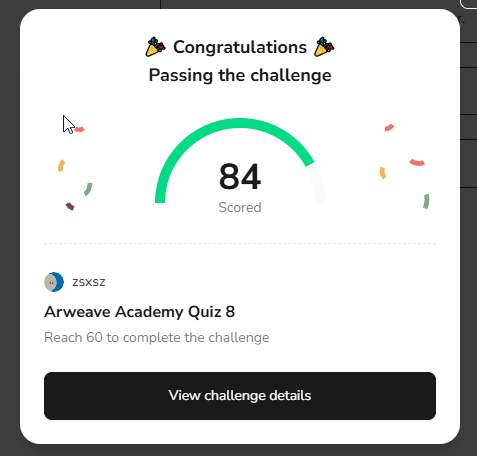 🎉 Congratulations 🎉
Passing the challenge
84
Scored
zsxsz
Arweave Academy Quiz 8
Reach 60 to complete the challenge
View challenge details